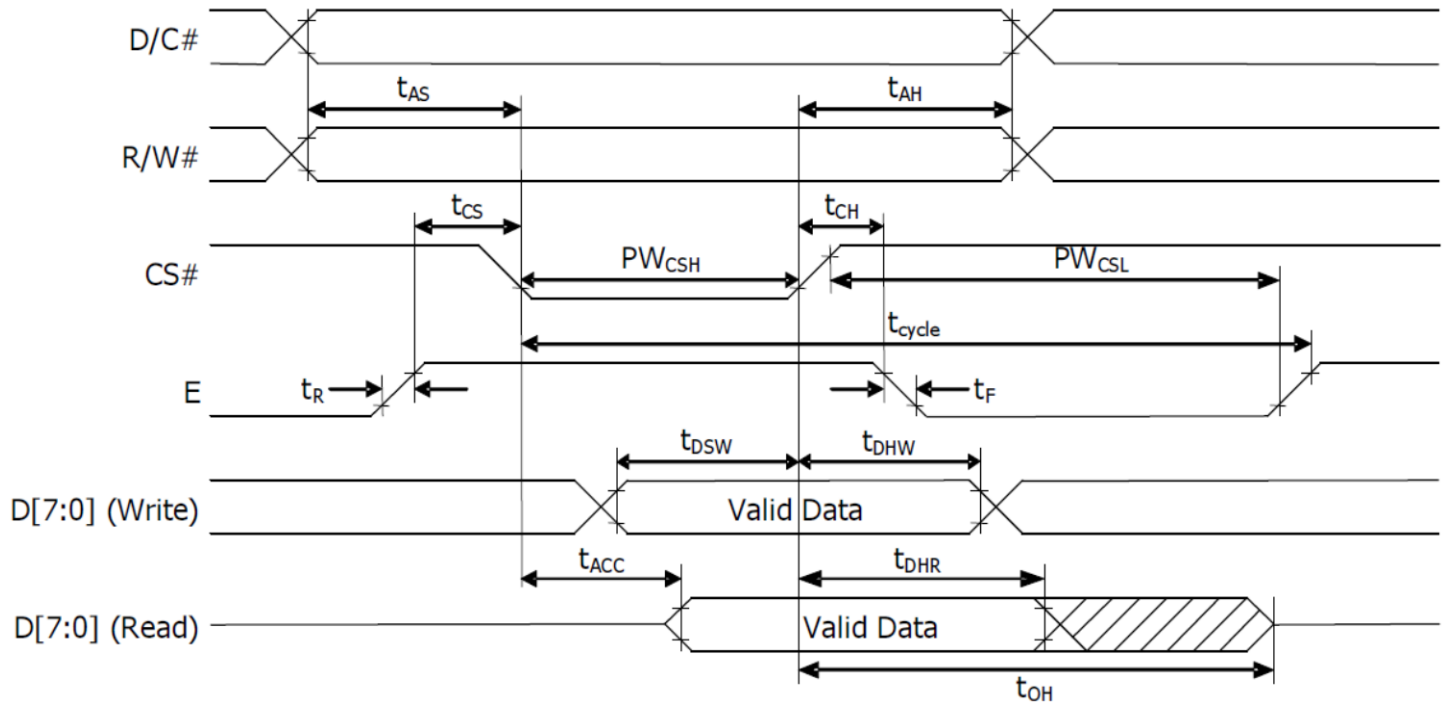 D/C#
tAS
tAH
R/W#
tCS
tCH
CS#
PWCSH
PWCSL
tcycle
E
tR
tF
tDSW
tDHW
D[7:0] (Write)
Valid Data
tACC
tDHR
D[7:0] (Read)
Valid Data
tOH